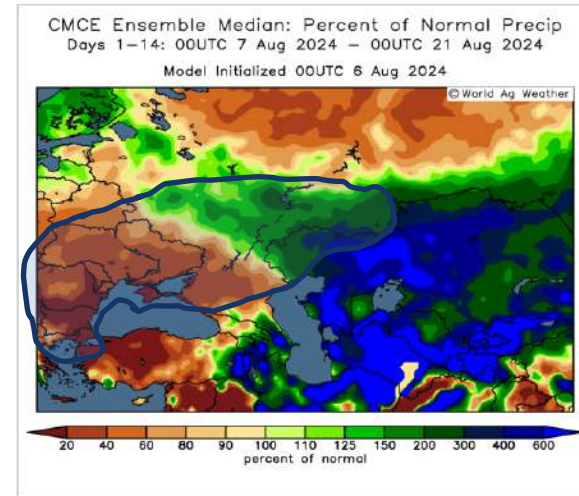 CMCE Ensemble Median: Percent of Normal Precip
Days 1-14: 00UTC 7 Aug 2024 - 00UTC 21 Aug 2024
Model Initialized 00UTC 6 Aug 2024
© World Ag Weather
20 40 60 80 90 100 110 125 150 200 300 400 600
percent of normal